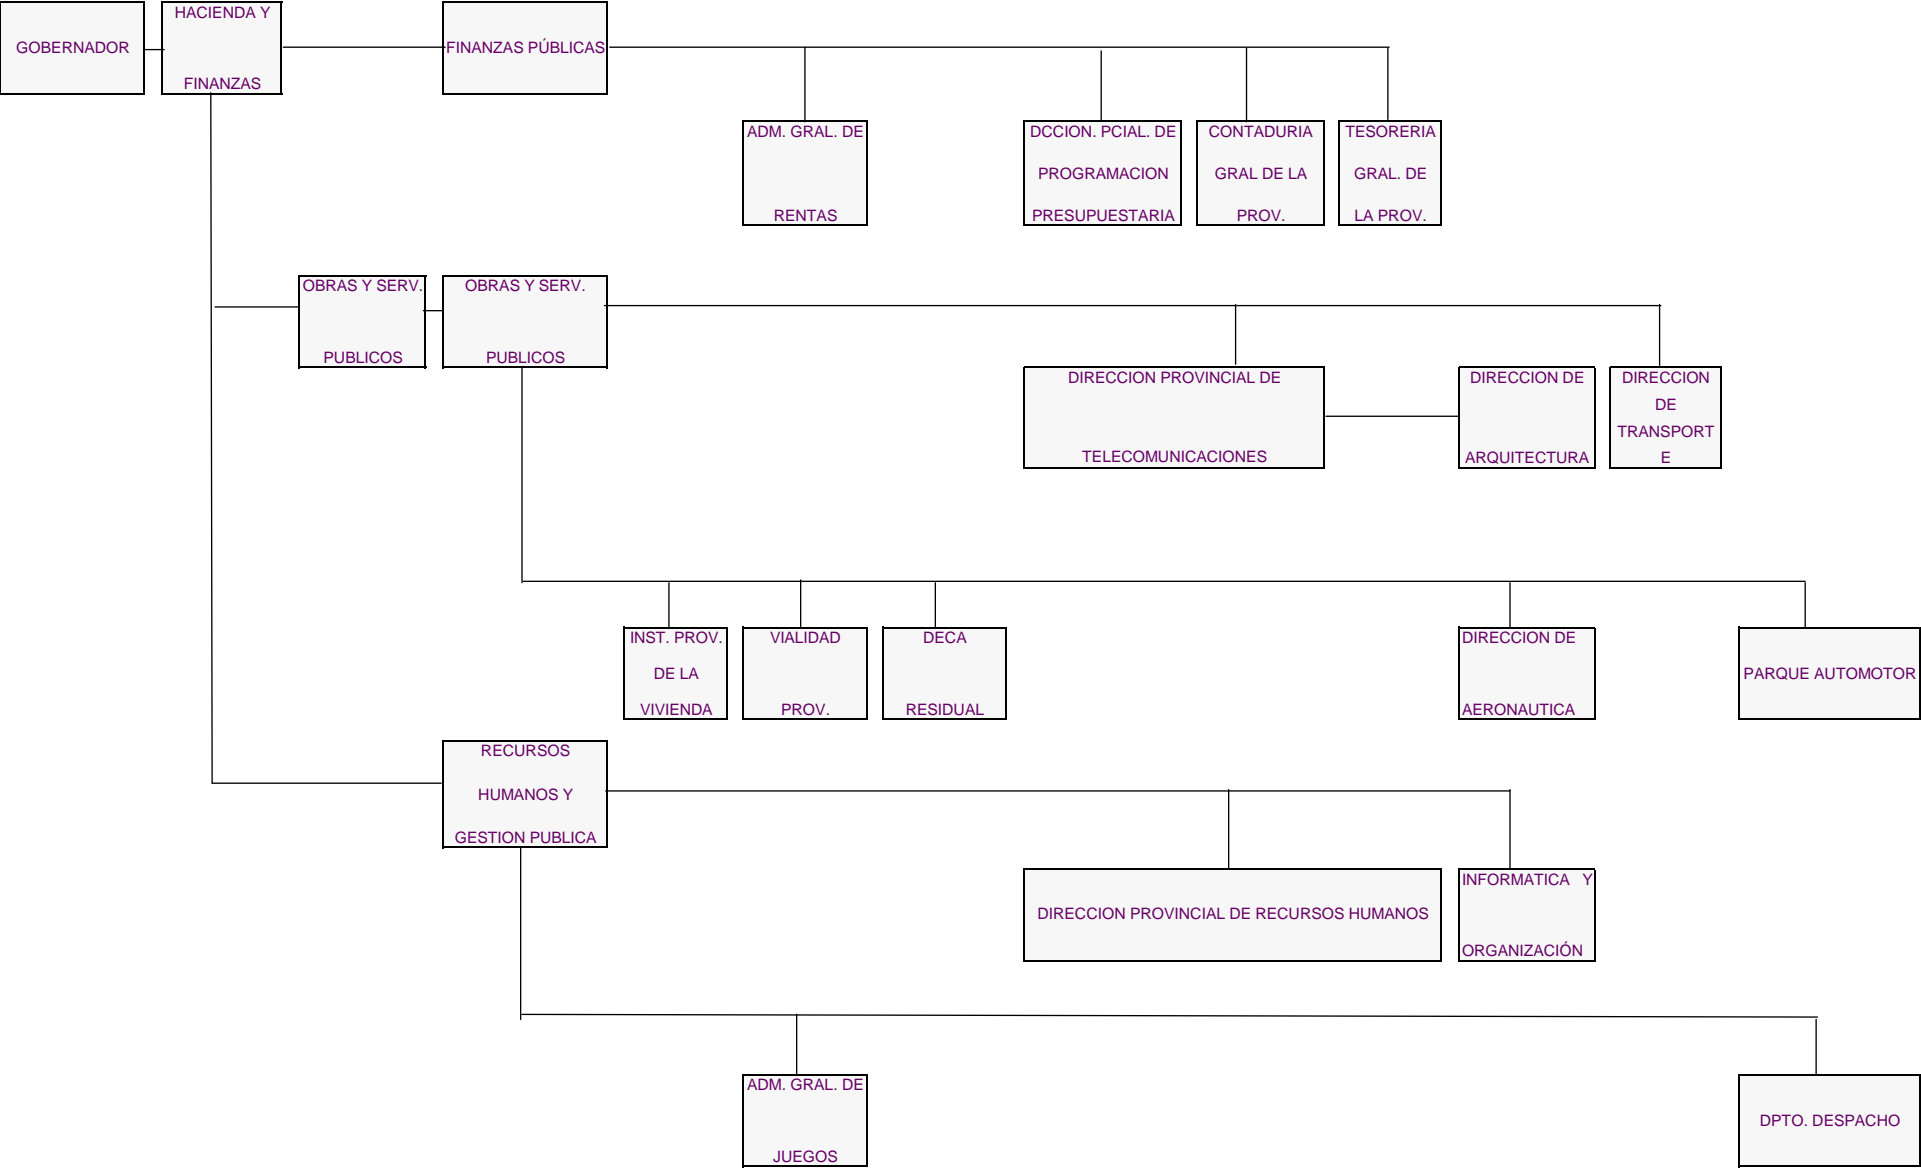 GOBERNADOR
HACIENDA Y
FINANZAS
FINANZAS PÚBLICAS
ADM. GRAL. DE
RENTAS
DCCION. PCIAL. DE
PROGRAMACION
PRESUPUESTARIA
CONTADURIA
GRAL DE LA
PROV.
TESORERIA
GRAL. DE
LA PROV.
OBRAS Y SERV.
PUBLICOS
OBRAS Y SERV.
PUBLICOS
DIRECCION PROVINCIAL DE
TELECOMUNICACIONES
DIRECCION DE
ARQUITECTURA
DIRECCION
DE
TRANSPORT
E
INST. PROV.
DE LA
VIVIENDA
VIALIDAD
PROV.
DECA
RESIDUAL
DIRECCION DE
AERONAUTICA
PARQUE AUTOMOTOR
RECURSOS
HUMANOS Y
GESTION PUBLICA
DIRECCION PROVINCIAL DE RECURSOS HUMANOS
INFORMATICA Y
ORGANIZACIÓN
ADM. GRAL. DE
JUEGOS
DPTO. DESPACHO